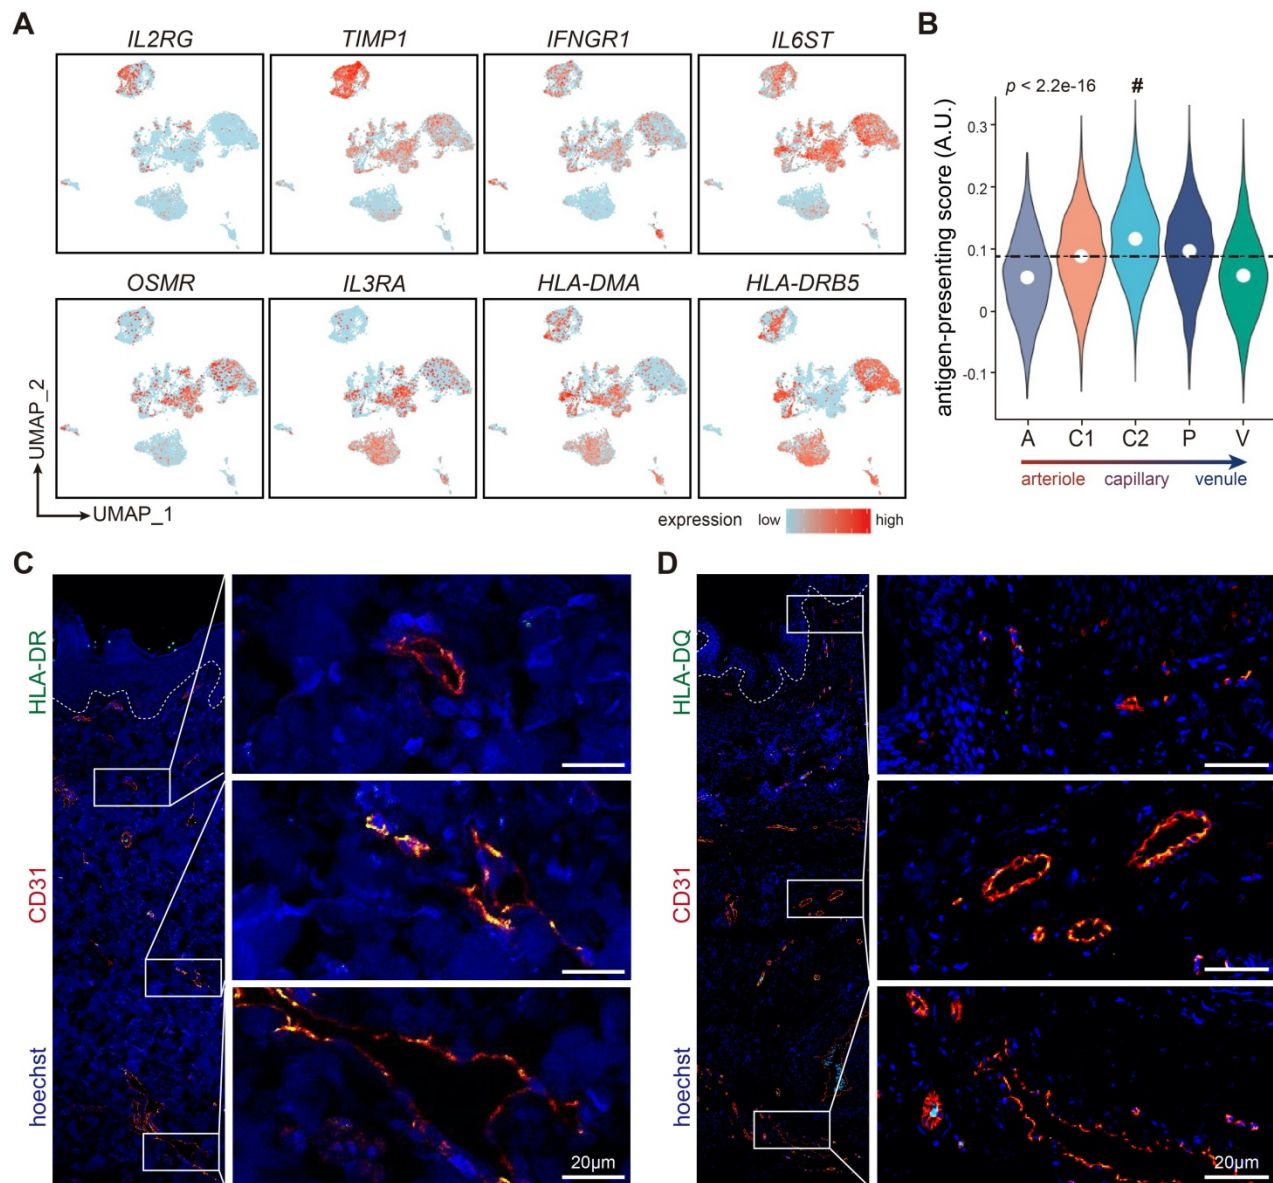 A
IL2RG TIMP1 IFNGR1 IL6ST
OSMR IL3RA HLA-DMA HLA-DRB5
UMAP_2
UMAP_1
expression low high
B
p < 2.2e-16 #
antigen-presenting score (A.U.)
0.3
0.2
0.1
0
-0.1
A C1 C2 P V
arteriole capillary venule
C
HLA-DR
CD31
hoechst
20μm
D
HLA-DQ
CD31
hoechst
20μm